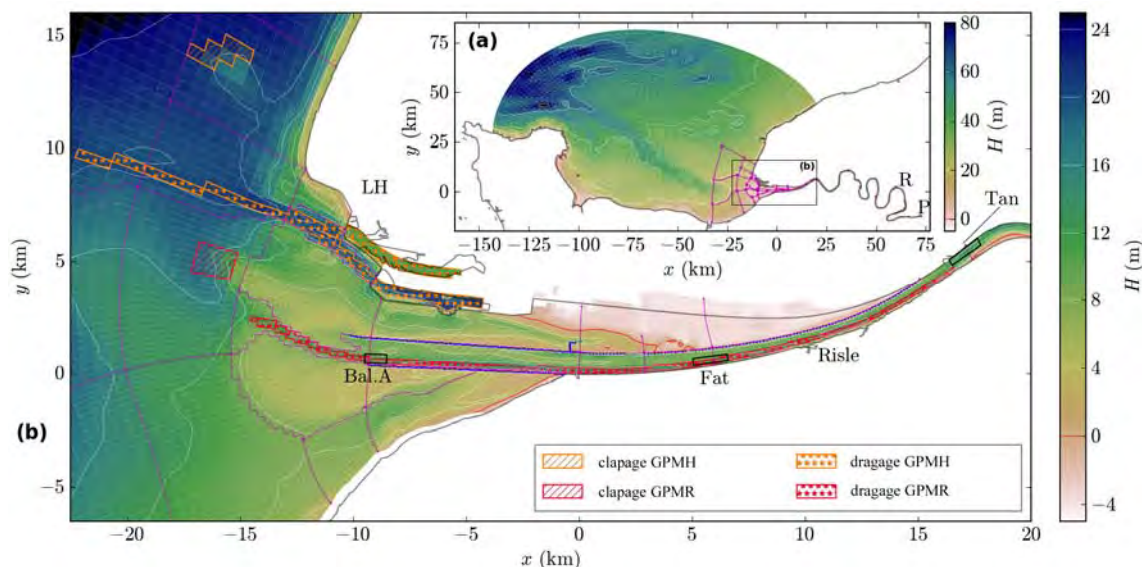 (a)
(b)
LH
R
P
Tan
Bal.A
Γ
Fat
Risle
(b)
clapage GPMH
dragage GPMH
clapage GPMR
dragage GPMR
x (km)
y (km)
−20 −15 −10 −5 0 5 10 15 20
15
10
5
0
−5
x (km)
y (km)
−150 −125 −100 −75 −50 −25 0 25 50 75
75
50
25
0
H (m)
80
60
40
20
0
H (m)
24
20
16
12
8
4
0
−4